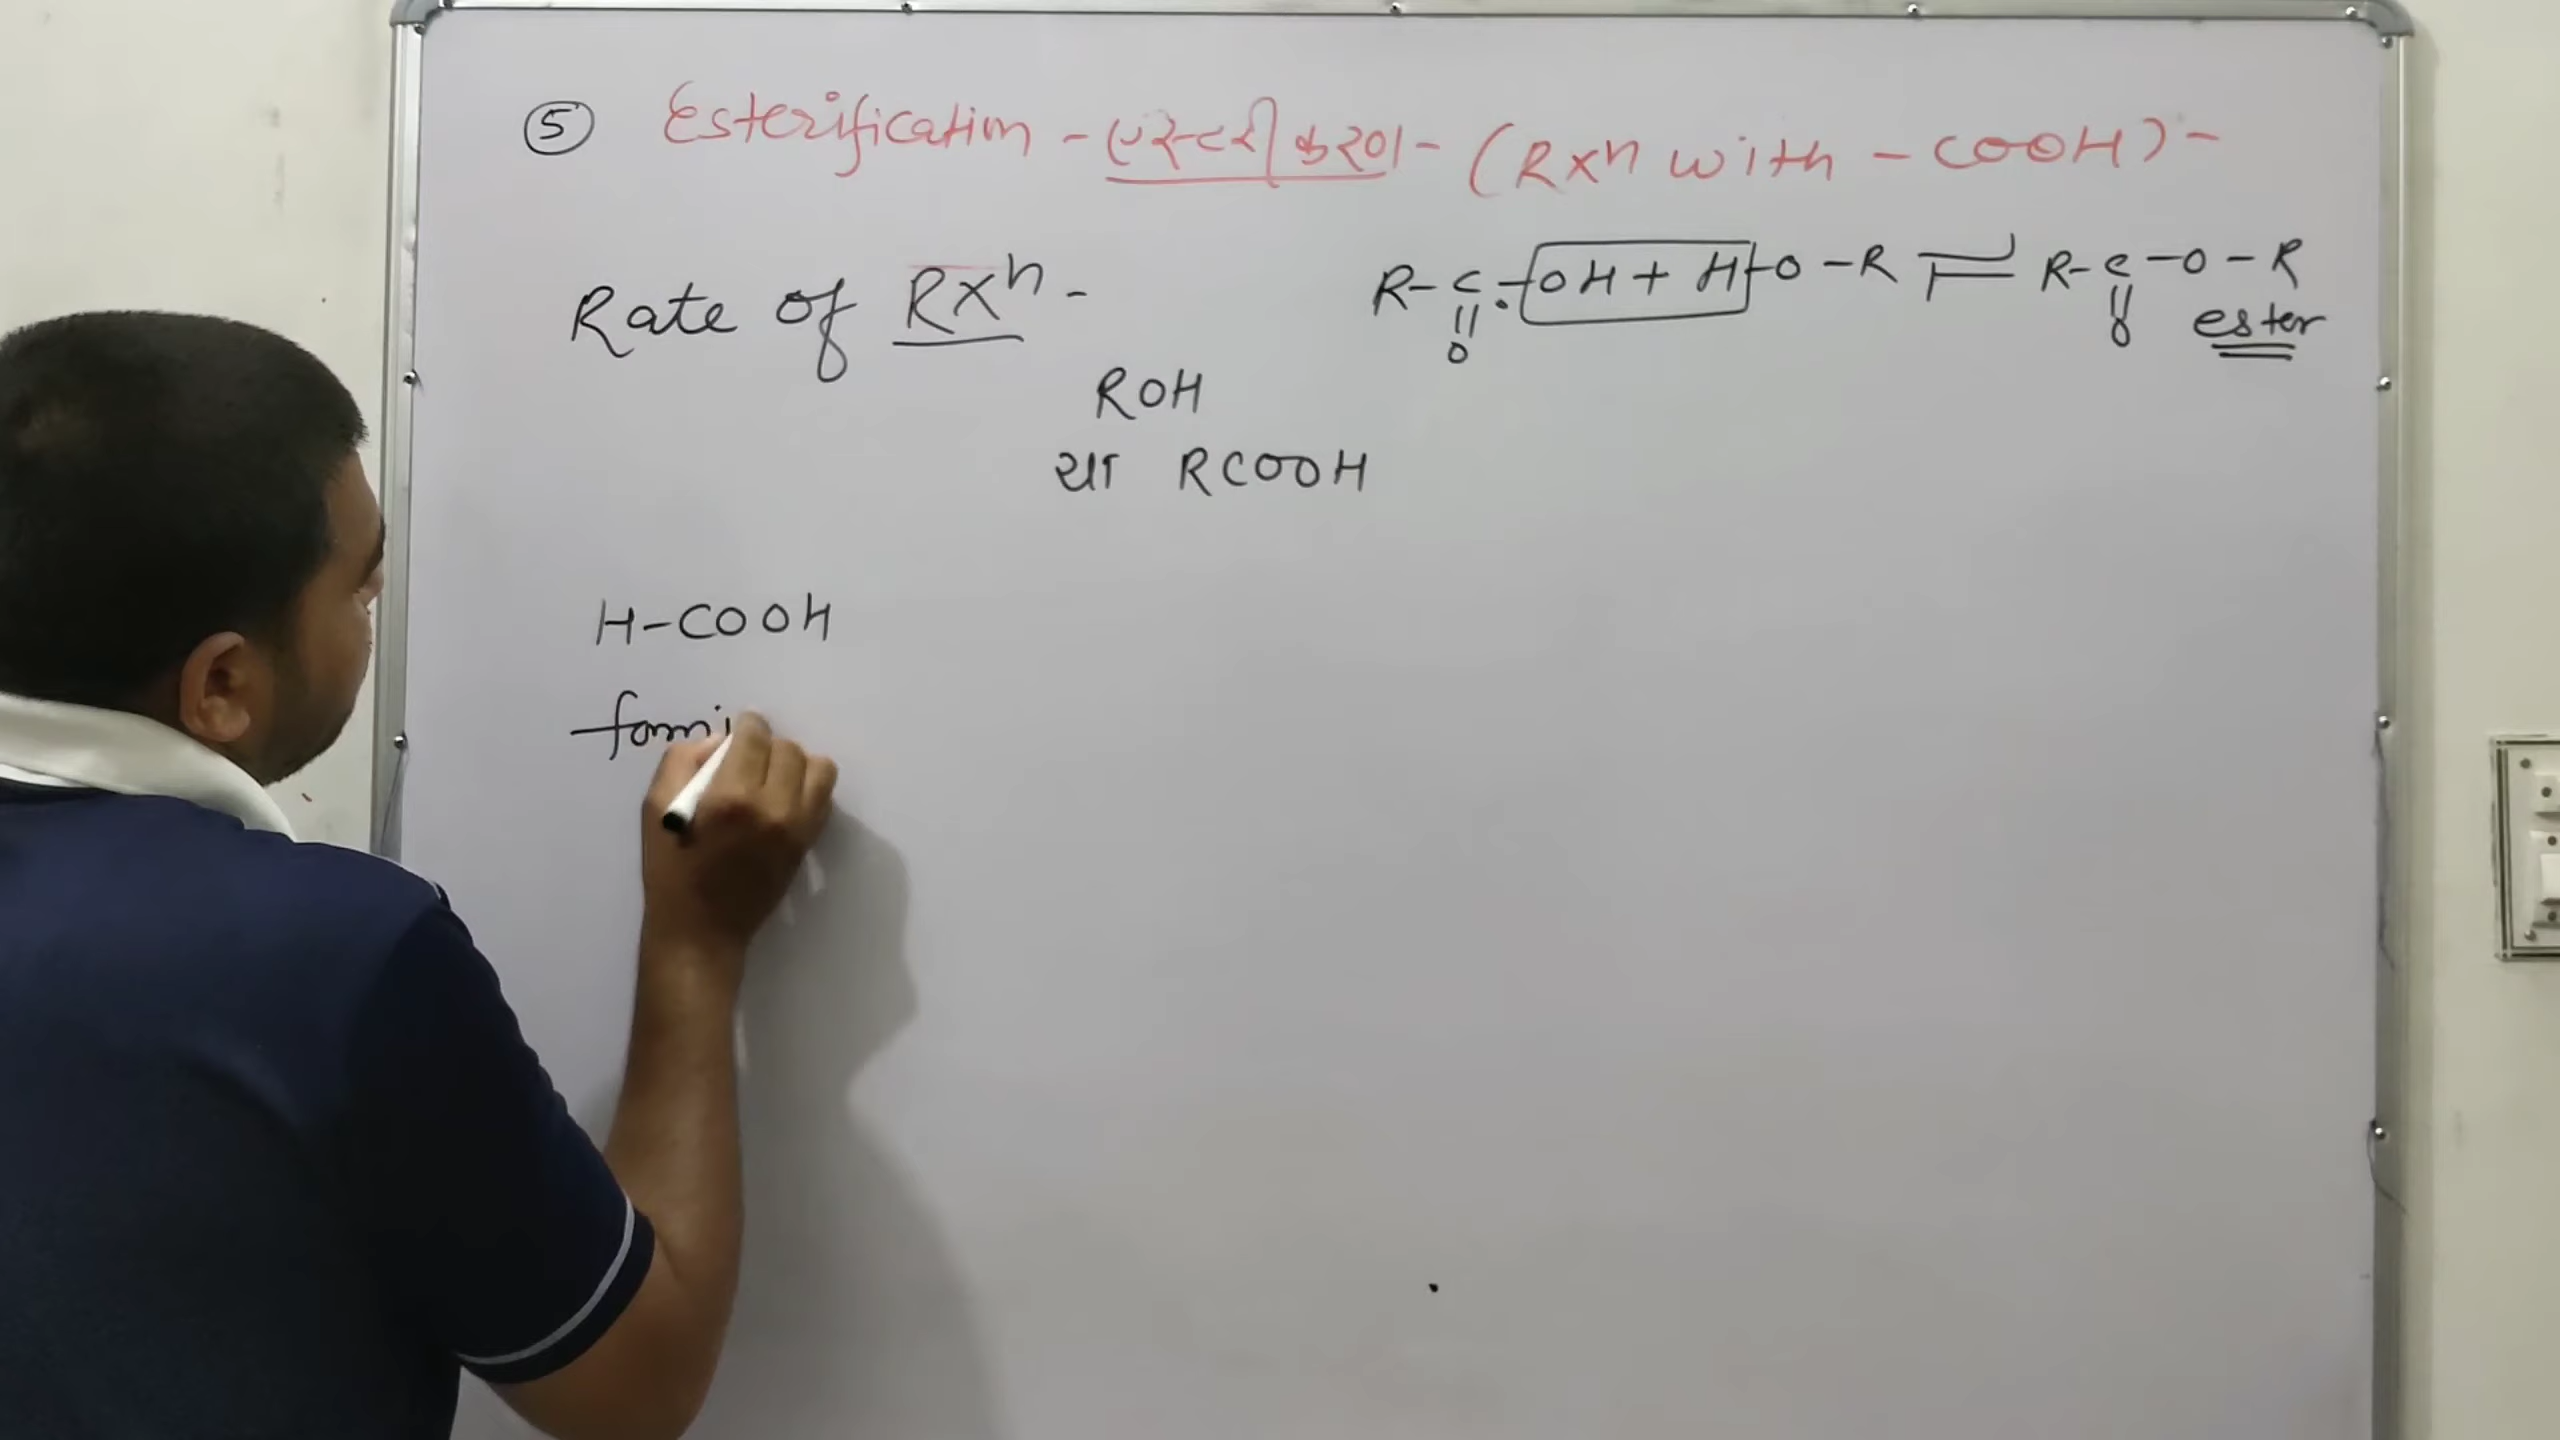 ⑤ Esterification - एस्टरीकरण - (Rxⁿ with - COOH) -
Rate of Rxⁿ -
R - C - OH + H - O - R ⇌ R - C - O - R
||
O
||
O
ester
ROH
या RCOOH
H - COOH
formi